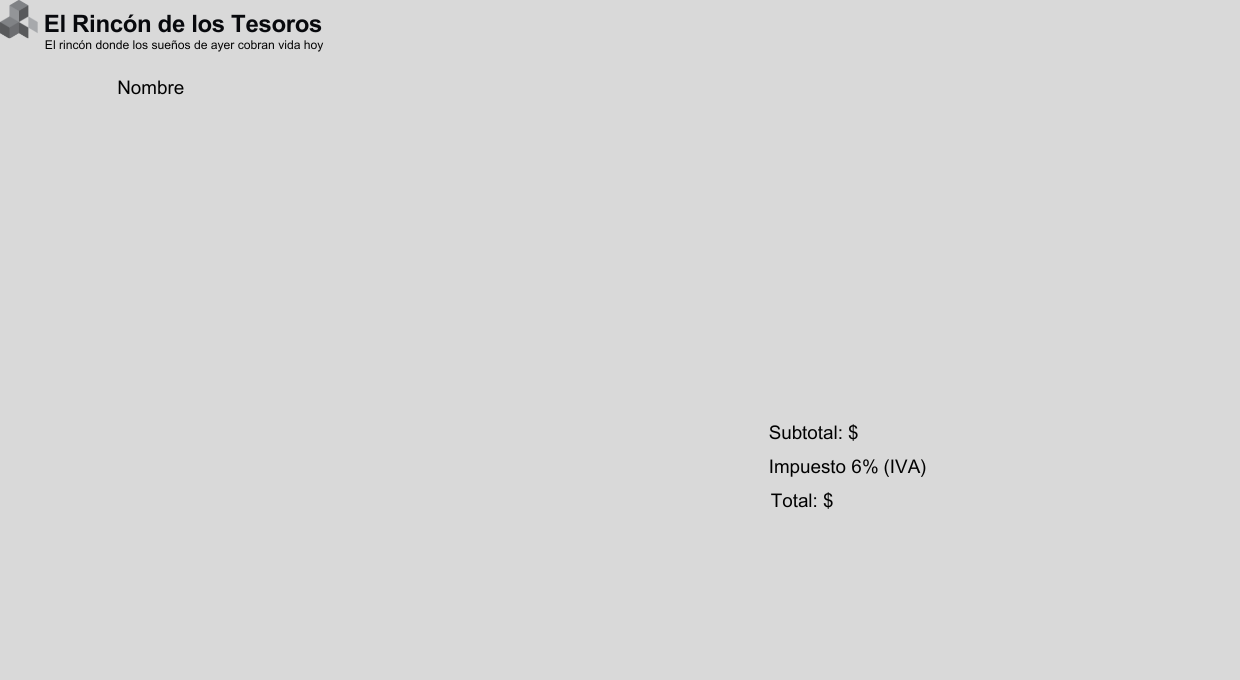 El Rincón de los Tesoros
El rincón donde los sueños de ayer cobran vida hoy
Nombre
Subtotal: $
Impuesto 6% (IVA)
Total: $